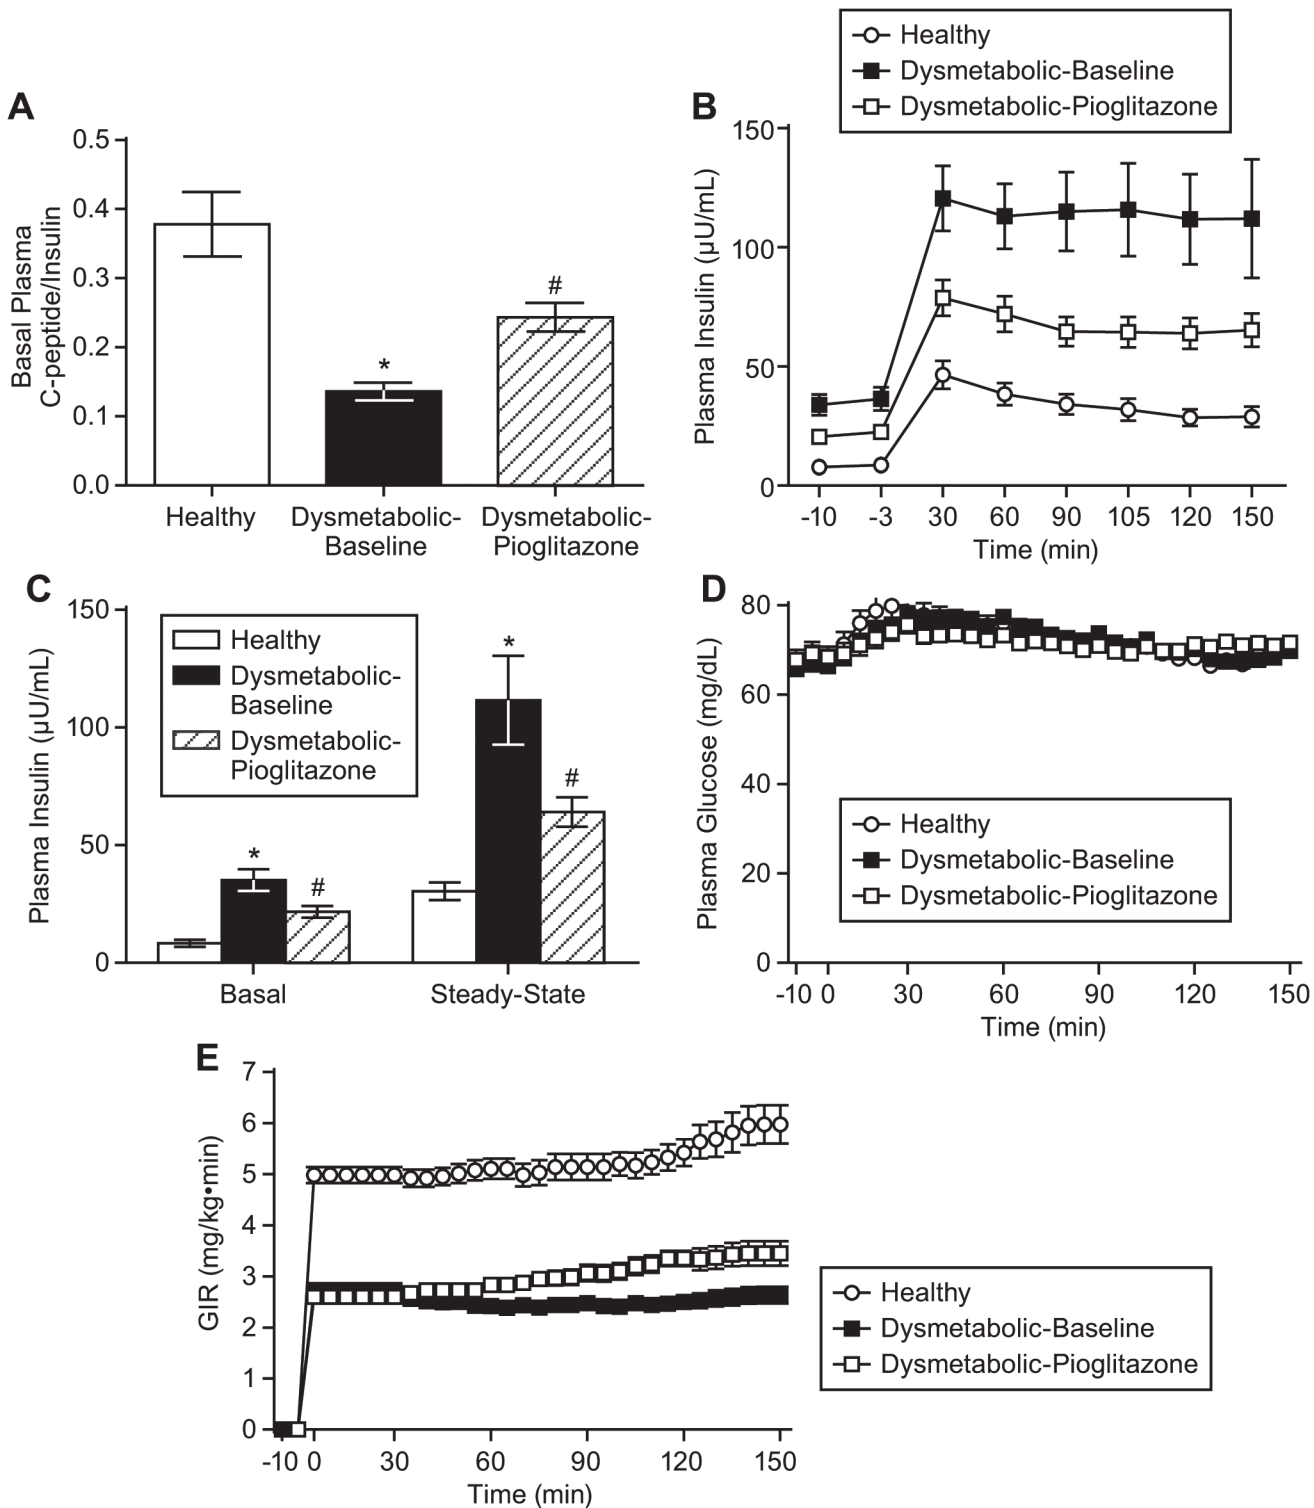 A
0.5
0.4
0.3
0.2
0.1
0.0
Basal Plasma
C-peptide/Insulin
*
#
Healthy
Dysmetabolic-
Baseline
Dysmetabolic-
Pioglitazone
B
Healthy
Dysmetabolic-Baseline
Dysmetabolic-Pioglitazone
150
100
50
0
Plasma Insulin (µU/mL)
-10 -3 30 60 90 105 120 150
Time (min)
C
150
100
50
0
Plasma Insulin (µU/mL)
Healthy
Dysmetabolic-
Baseline
Dysmetabolic-
Pioglitazone
*
#
*
#
Basal Steady-State
D
80
60
40
20
0
Plasma Glucose (mg/dL)
Healthy
Dysmetabolic-Baseline
Dysmetabolic-Pioglitazone
-10 0 30 60 90 120 150
Time (min)
E
7
6
5
4
3
2
1
0
GIR (mg/kg•min)
-10 0 30 60 90 120 150
Time (min)
Healthy
Dysmetabolic-Baseline
Dysmetabolic-Pioglitazone